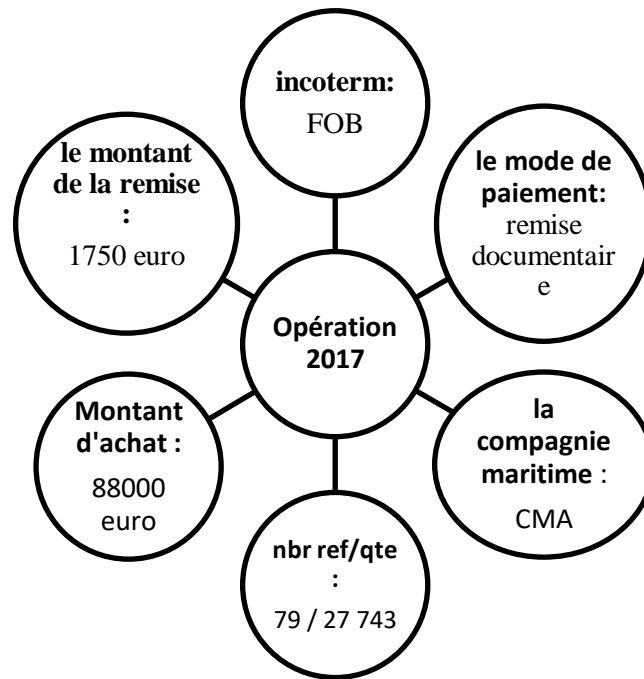 incoterm:
FOB
le montant
de la remise
:
1750 euro
le mode de
paiement:
remise
documentair
e
Opération
2017
Montant
d'achat :
88000
euro
la
compagnie
maritime :
CMA
nbr ref/qte
:
79 / 27 743